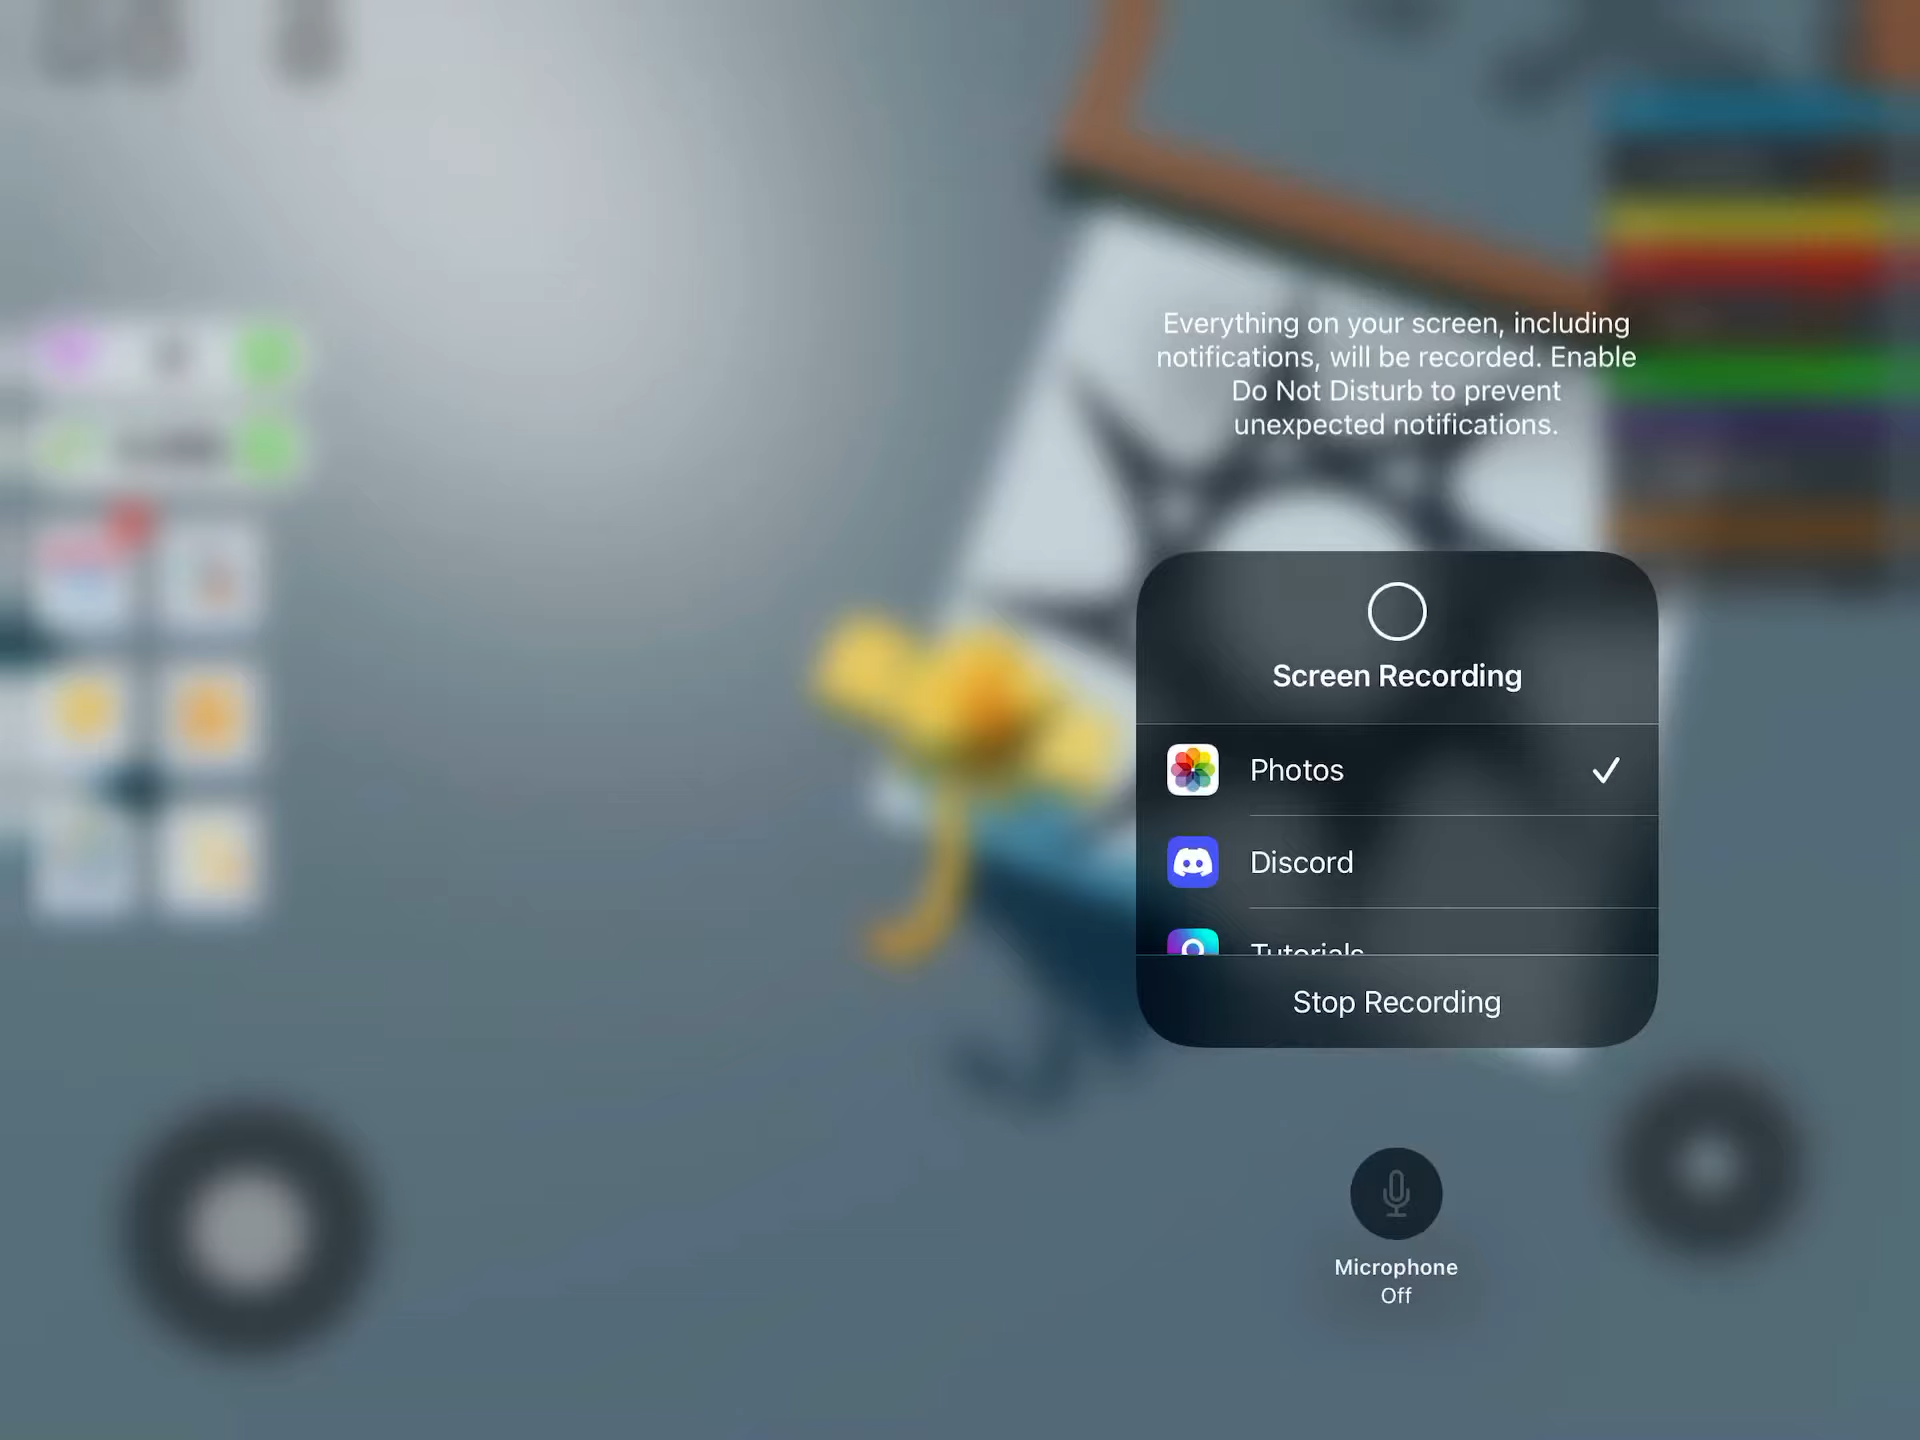 Everything on your screen, including
notifications, will be recorded. Enable
Do Not Disturb to prevent
unexpected notifications.
Screen Recording
Photos
Discord
Tutorials
Stop Recording
Microphone
Off